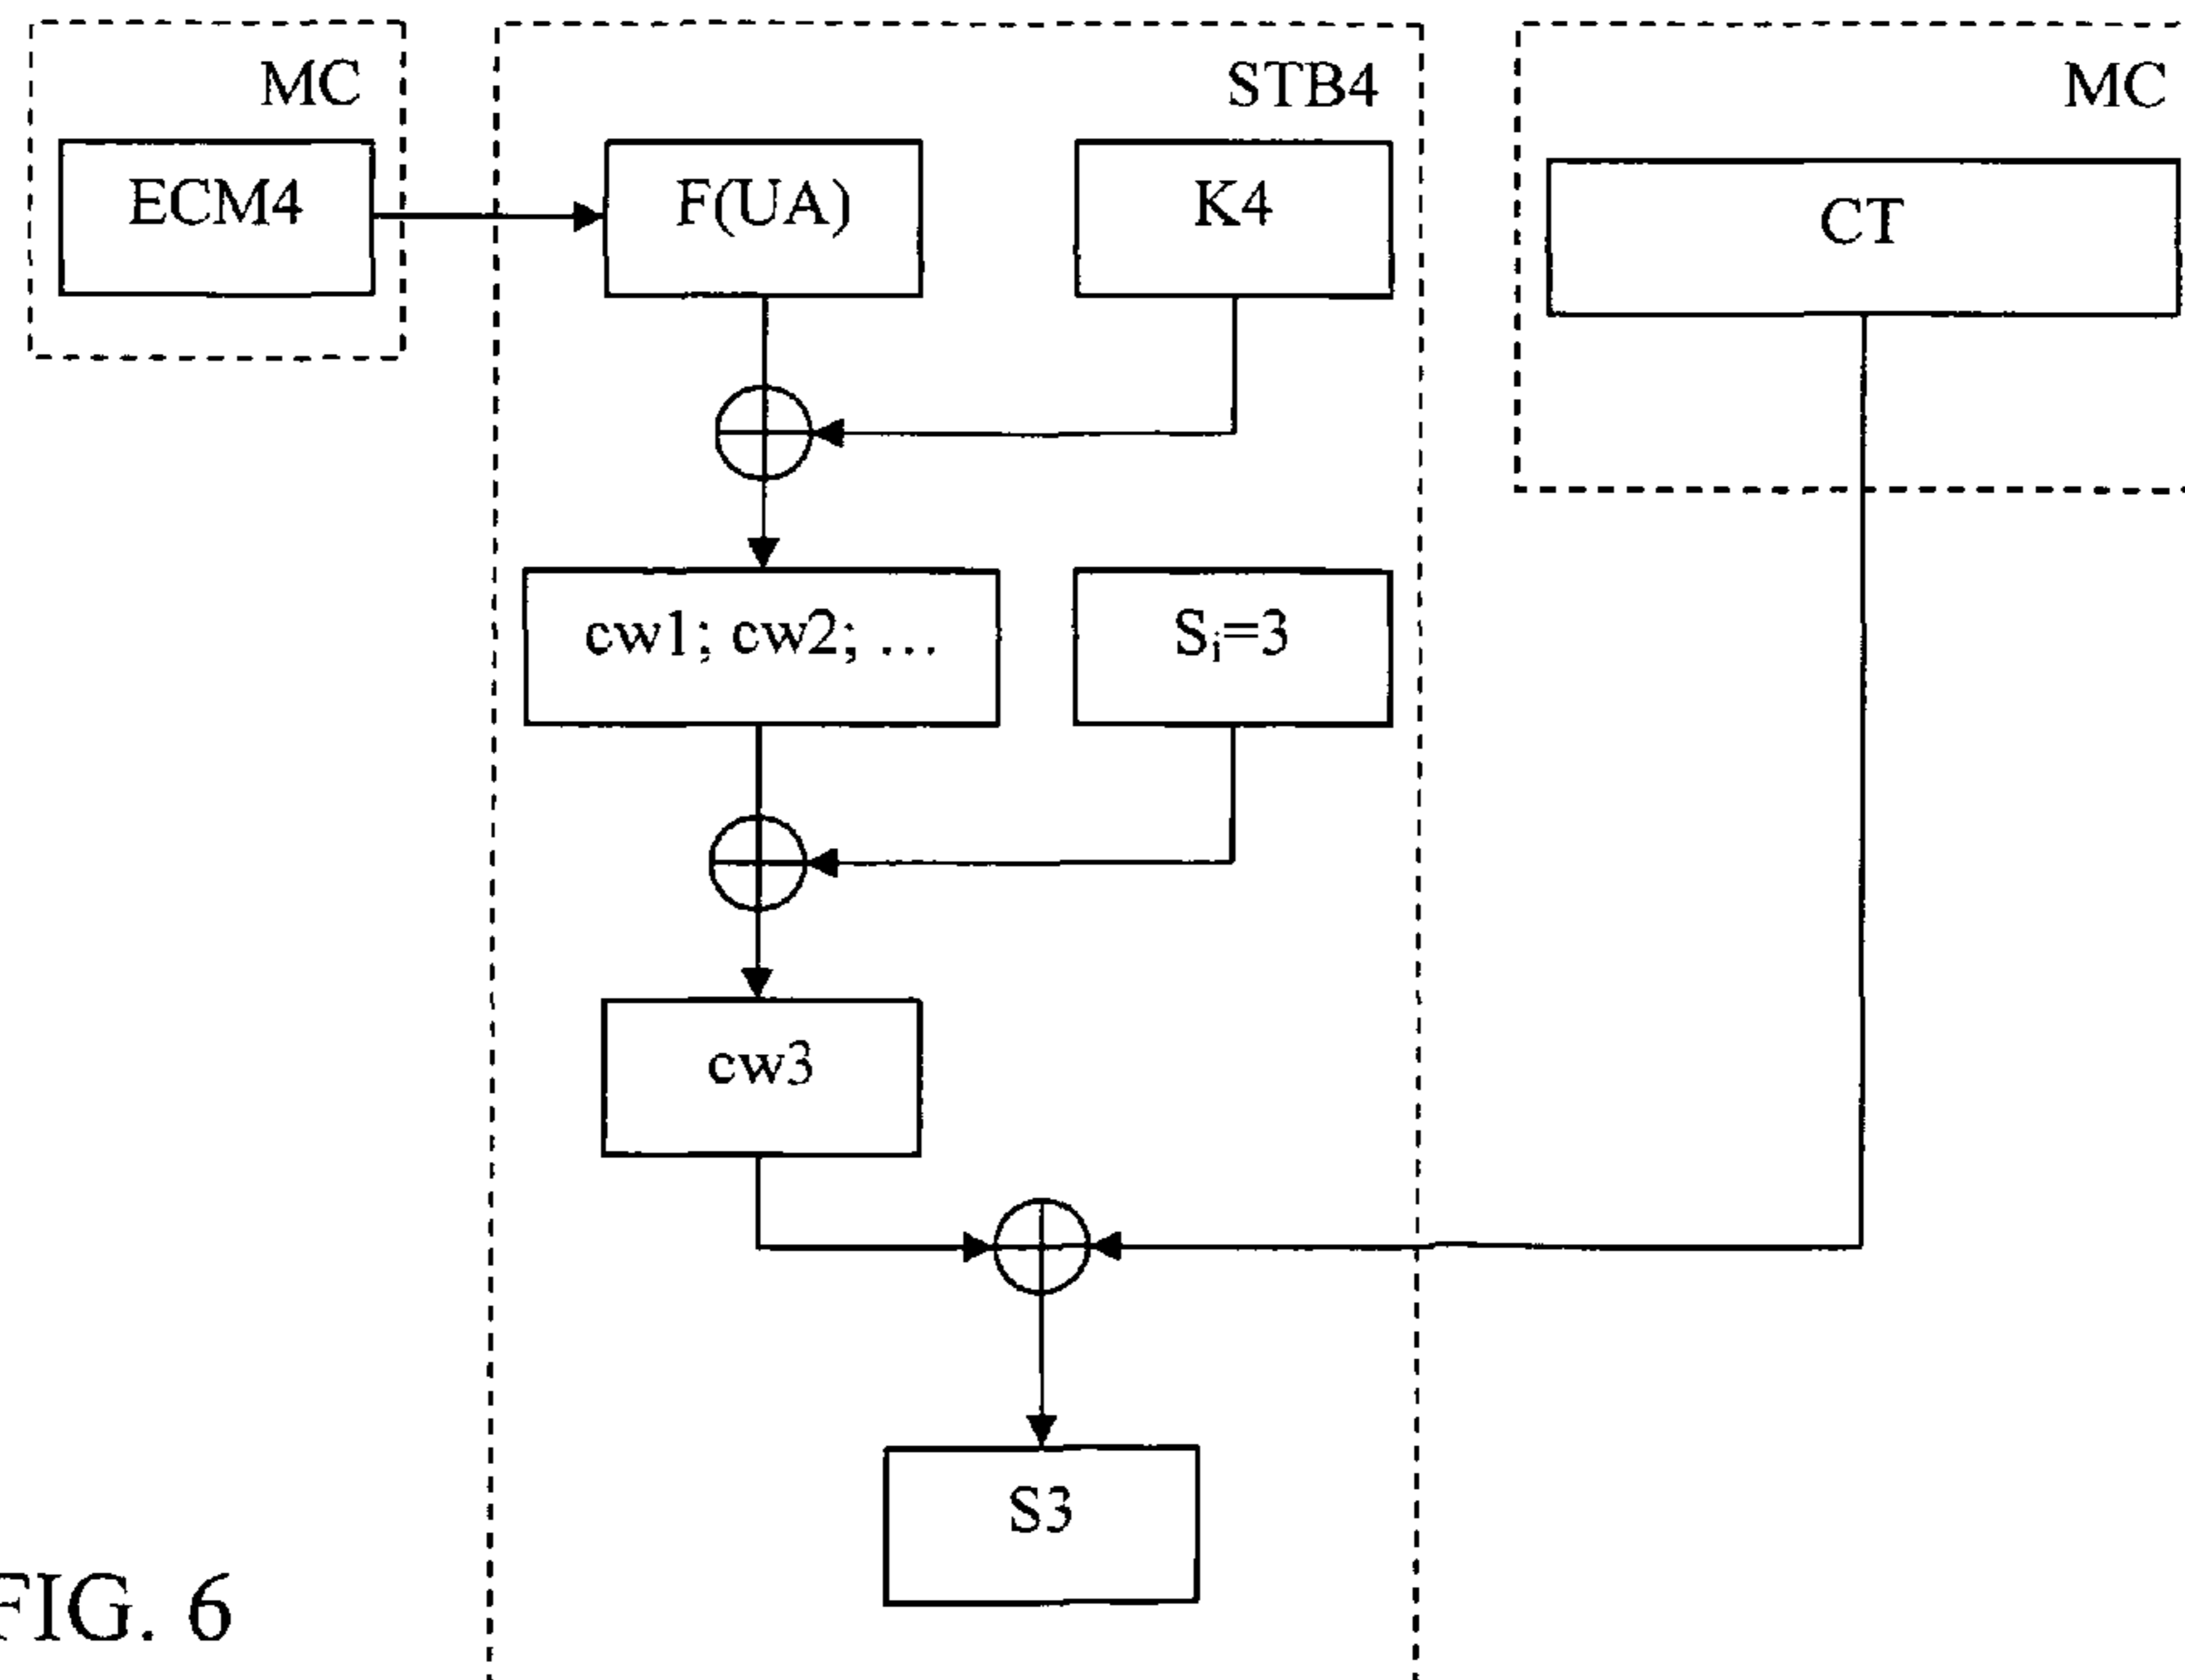 MC
STB4
MC
ECM4
F(UA)
K4
CT
cw1; cw2; ...
Si=3
cw3
S3
FIG. 6